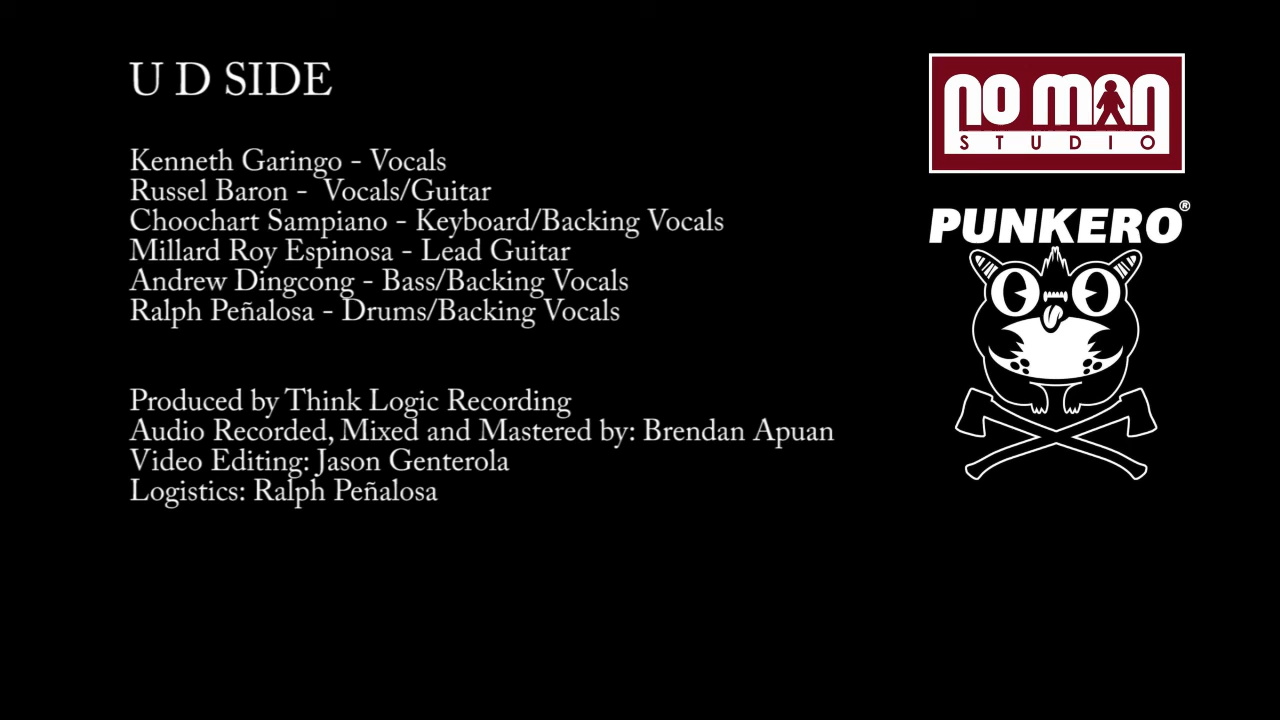 U D SIDE
Kenneth Garingo - Vocals
Russel Baron -  Vocals/Guitar
Choochart Sampiano - Keyboard/Backing Vocals
Millard Roy Espinosa - Lead Guitar
Andrew Dingcong - Bass/Backing Vocals
Ralph Peñalosa - Drums/Backing Vocals
Produced by Think Logic Recording
Audio Recorded, Mixed and Mastered by: Brendan Apuan
Video Editing: Jason Genterola
Logistics: Ralph Peñalosa
no man
STUDIO
PUNKERO®